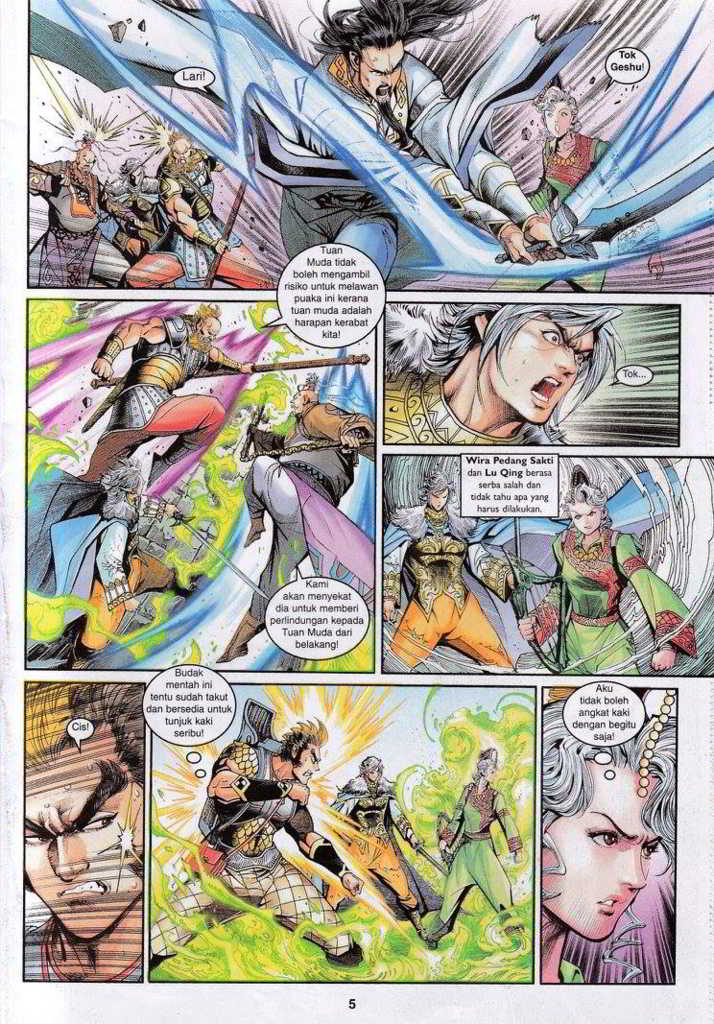 Lari!
Tok
Geshu!
Tuan
Muda tidak
boleh mengambil
risiko untuk melawan
puaka ini kerana
tuan muda adalah
harapan kerabat
kita!
Tok...
Kami
akan menyekat
dia untuk memberi
perlindungan kepada
Tuan Muda dari
belakang!
Wira Pedang Sakti
dan Lu Qing berasa
serba salah dan
tidak tahu apa yang
harus dilakukan.
Cis!
Budak
mentah ini
tentu sudah takut
dan bersedia untuk
tunjuk kaki
seribu!
Aku
tidak boleh
angkat kaki
dengan begitu
saja!
5